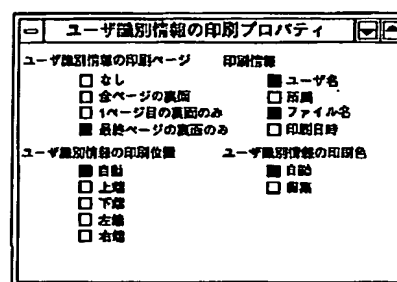 ユーザ識別情報の印刷プロパティ
ユーザ識別情報の印刷ページ
なし
全ページの裏面
1ページ目の裏面のみ
最終ページの裏面のみ
印刷情報
ユーザ名
所属
ファイル名
印刷日時
ユーザ識別情報の印刷位置
自動
上端
下端
左端
右端
ユーザ識別情報の印刷色
自動